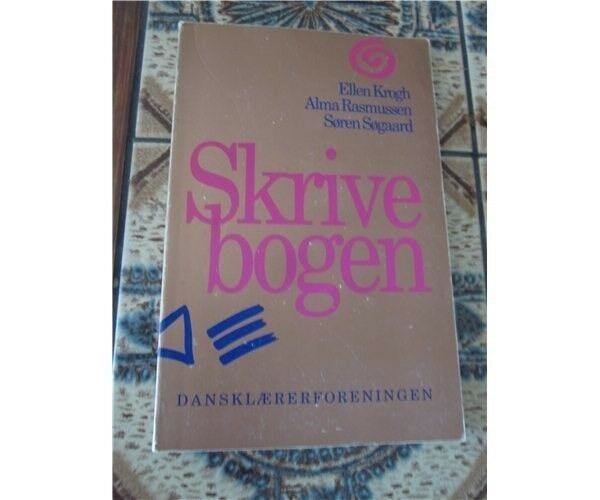 Ellen Krogh
Alma Rasmussen
Søren Søgaard
Skrive
bogen
DANSKLÆRERFORENINGEN